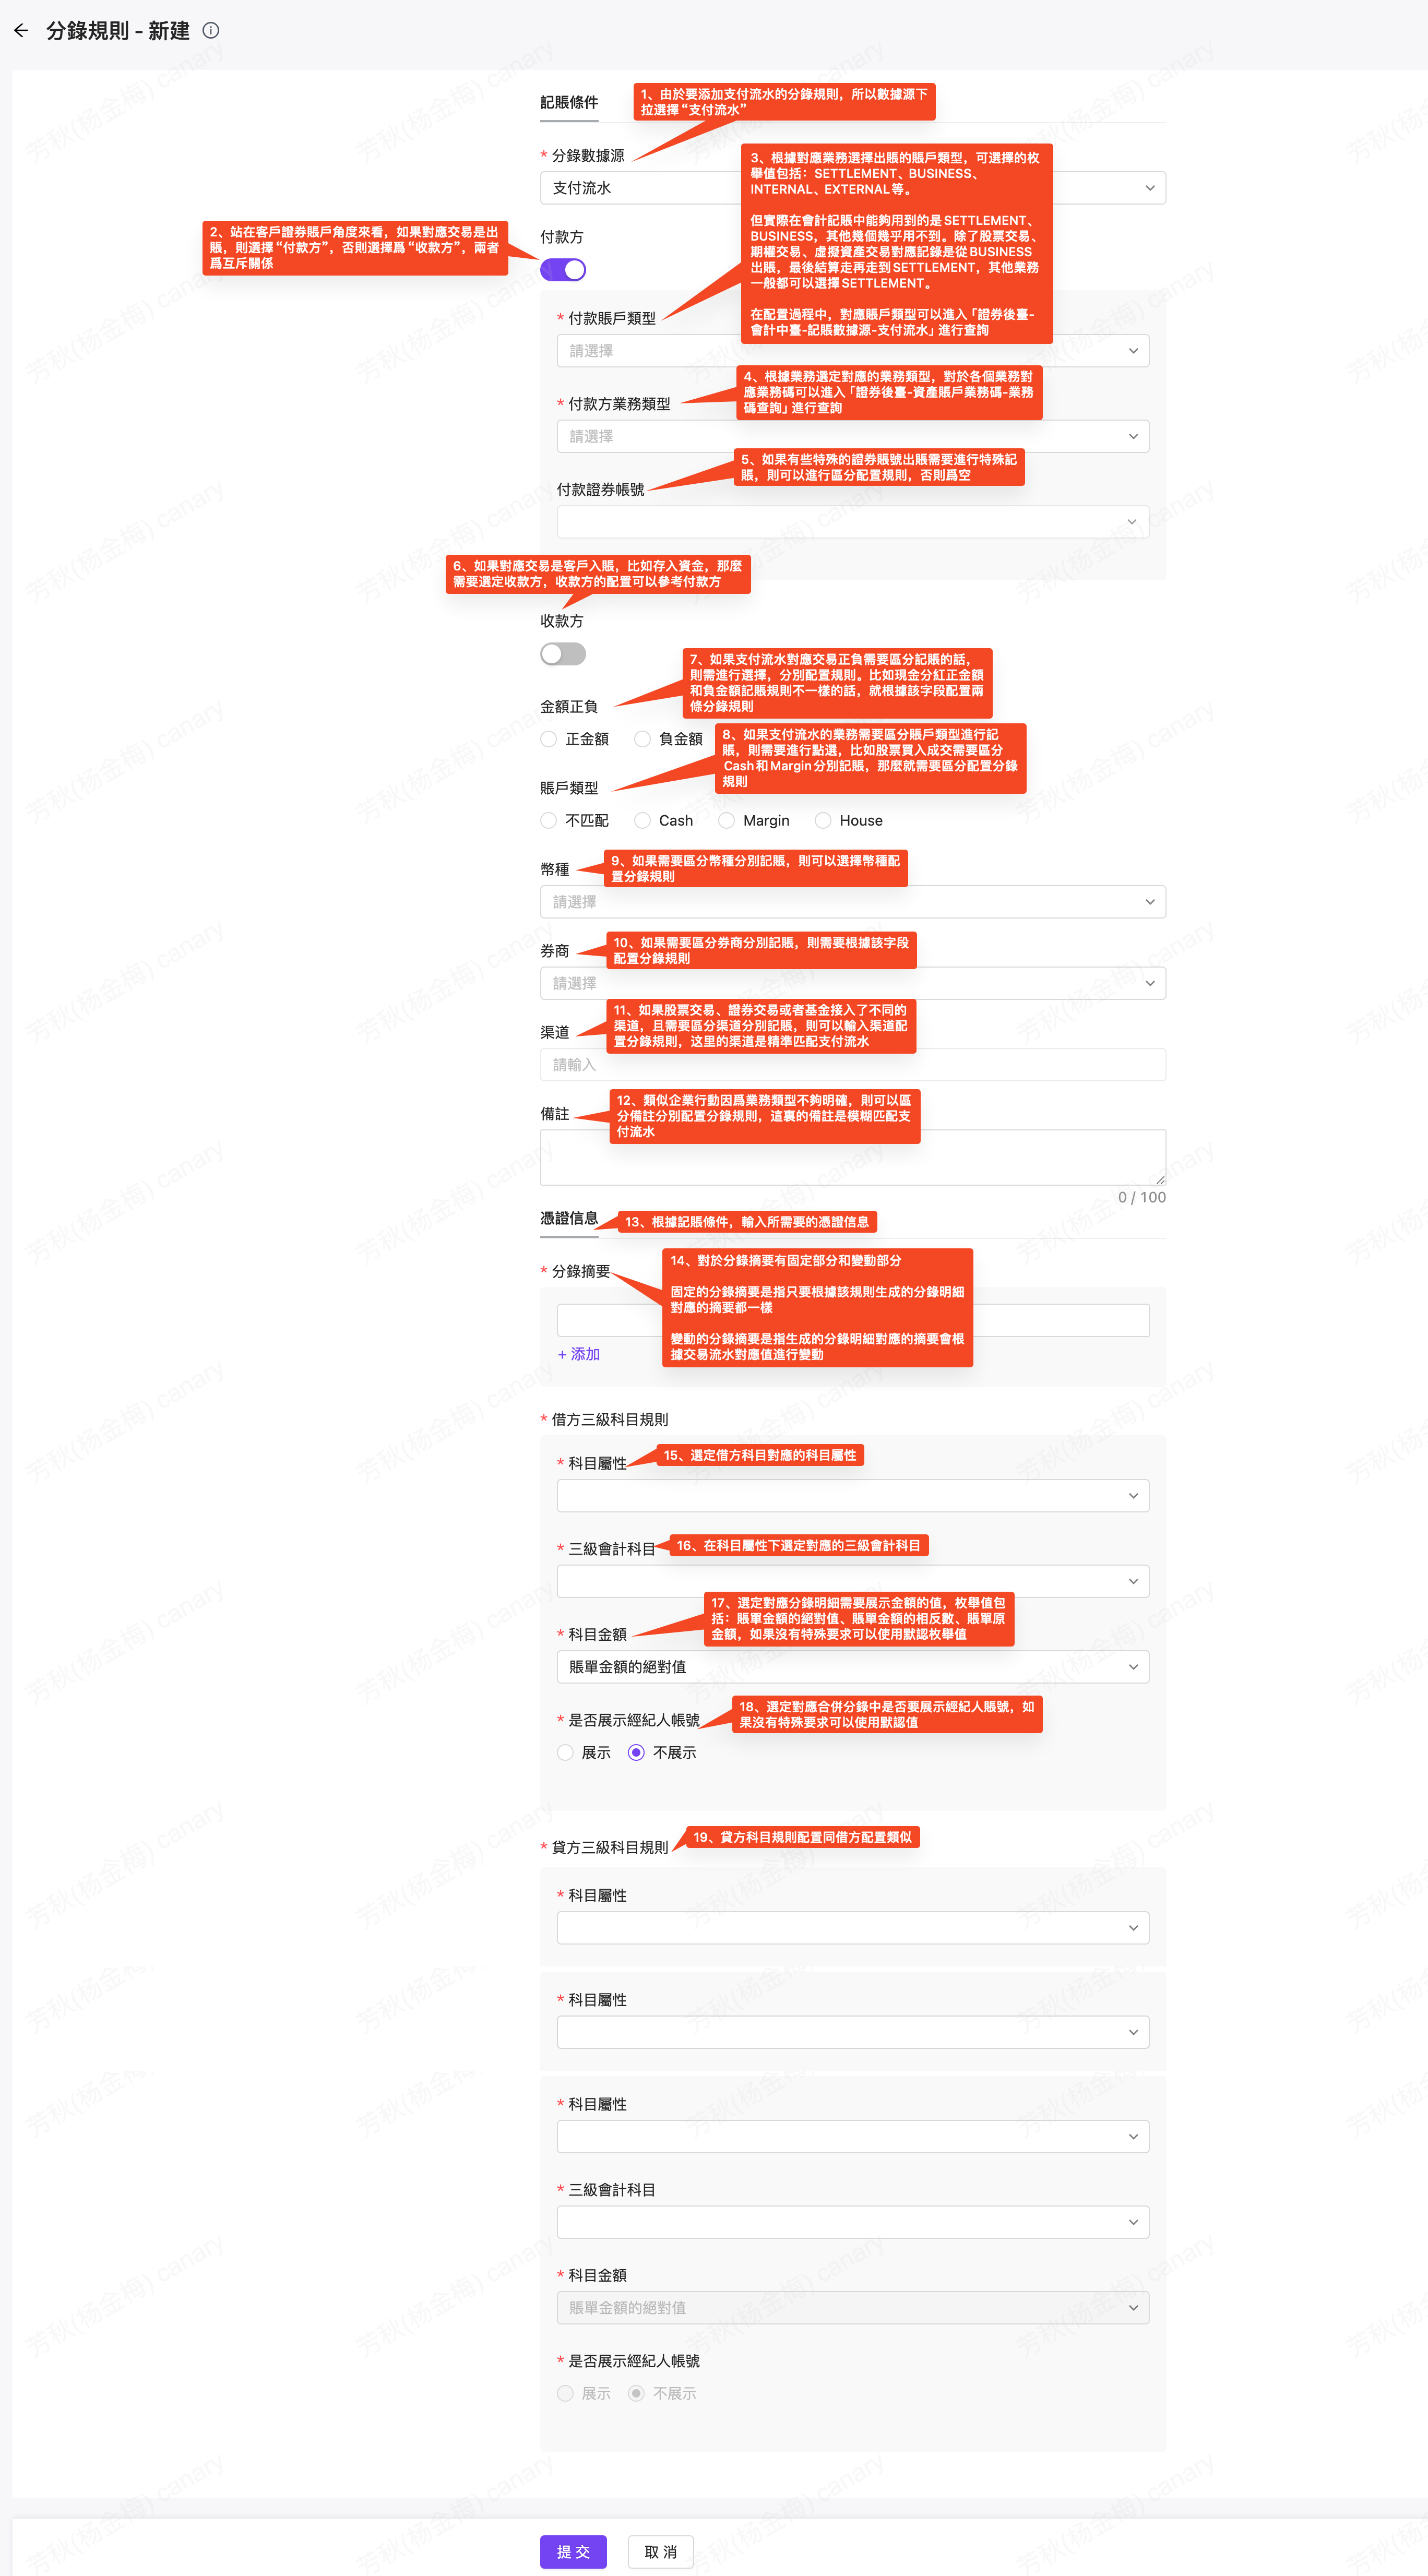 分錄規則 - 新建
記賬條件
1、由於要添加支付流水的分錄規則，所以數據源下
拉選擇“支付流水”
* 分錄數據源
支付流水
2、站在客戶證券賬戶角度來看，如果對應交易是出
賬，則選擇“付款方”，否則選擇爲“收款方”，兩者
爲互斥關係
付款方
3、根據對應業務選擇出賬的賬戶類型，可選擇的枚
舉值包括：SETTLEMENT、BUSINESS、
INTERNAL、EXTERNAL等。
但實際在會計記賬中能夠用到的是SETTLEMENT、
BUSINESS，其他幾個幾乎用不到。除了股票交易、
期權交易、虛擬資產交易對應記錄是從BUSINESS
出賬，最後結算走再走到SETTLEMENT，其他業務
一般都可以選擇SETTLEMENT。
在配置過程中，對應賬戶類型可以進入「證券後臺-
會計中臺-記賬數據源-支付流水」進行查詢
* 付款賬戶類型
請選擇
4、根據業務選定對應的業務類型，對於各個業務對
應業務碼可以進入「證券後臺-資產賬戶業務碼-業務
碼查詢」進行查詢
* 付款方業務類型
請選擇
5、如果有些特殊的證券賬號出賬需要進行特殊記
賬，則可以進行區分配置規則，否則爲空
付款證券帳號
6、如果對應交易是客戶入賬，比如存入資金，那麼
需要選定收款方，收款方的配置可以參考付款方
收款方
7、如果支付流水對應交易正負需要區分記賬的話，
則需進行選擇，分別配置規則。比如現金分紅正金額
和負金額記賬規則不一樣的話，就根據該字段配置兩
條分錄規則
金額正負
正金額 負金額
8、如果支付流水的業務需要區分賬戶類型進行記
賬，則需要進行點選，比如股票買入成交需要區分
Cash和Margin分別記賬，那麼就需要區分配置分錄
規則
賬戶類型
不匹配 Cash Margin House
9、如果需要區分幣種分別記賬，則可以選擇幣種配
置分錄規則
幣種
請選擇
10、如果需要區分券商分別記賬，則需要根據該字段
配置分錄規則
券商
請選擇
11、如果股票交易、證券交易或者基金接入了不同的
渠道，且需要區分渠道分別記賬，則可以輸入渠道配
置分錄規則，这里的渠道是精準匹配支付流水
渠道
請輸入
12、類似企業行動因爲業務類型不夠明確，則可以區
分備註分別配置分錄規則，這裏的備註是模糊匹配支
付流水
備註
0 / 100
憑證信息
13、根據記賬條件，輸入所需要的憑證信息
14、對於分錄摘要有固定部分和變動部分
固定的分錄摘要是指只要根據該規則生成的分錄明細
對應的摘要都一樣
變動的分錄摘要是指生成的分錄明細對應的摘要會根
據交易流水對應值進行變動
* 分錄摘要
+ 添加
* 借方三級科目規則
15、選定借方科目對應的科目屬性
* 科目屬性
16、在科目屬性下選定對應的三級會計科目
* 三級會計科目
17、選定對應分錄明細需要展示金額的值，枚舉值包
括：賬單金額的絕對值、賬單金額的相反數、賬單原
金額，如果沒有特殊要求可以使用默認枚舉值
* 科目金額
賬單金額的絕對值
18、選定對應合併分錄中是否要展示經紀人賬號，如
果沒有特殊要求可以使用默認值
* 是否展示經紀人帳號
展示 不展示
19、貸方科目規則配置同借方配置類似
* 貸方三級科目規則
* 科目屬性
* 科目屬性
* 科目屬性
* 三級會計科目
* 科目金額
賬單金額的絕對值
* 是否展示經紀人帳號
展示 不展示
提 交 取 消
芳秋(杨金梅) canary